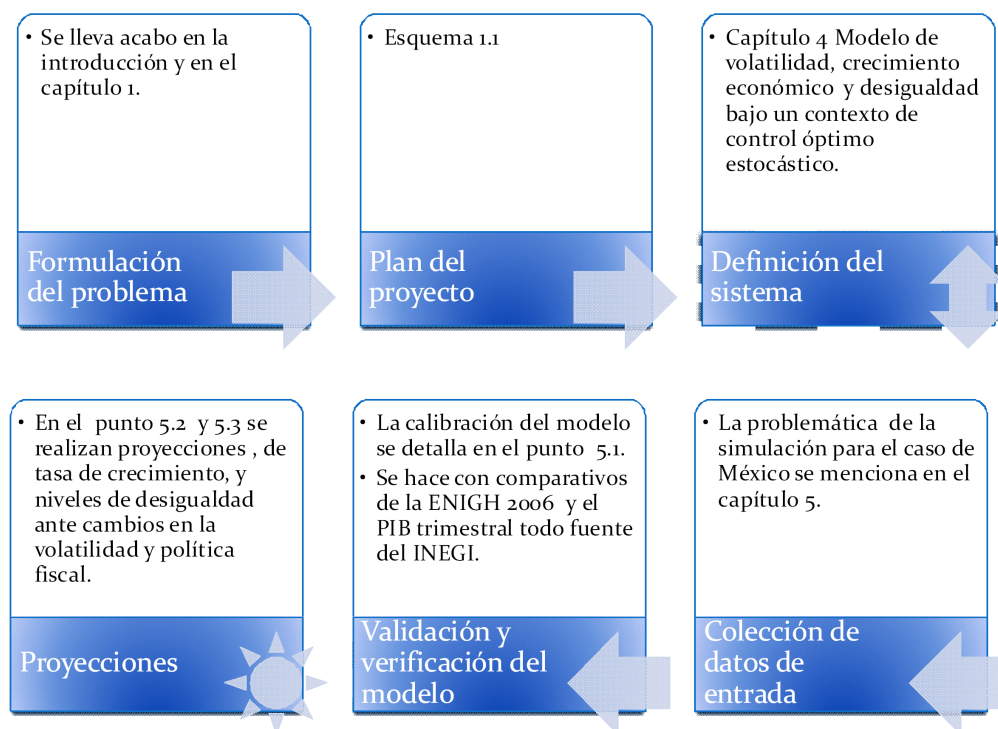 • Se lleva acabo en la
introducción y en el
capítulo 1.
Formulación
del problema
• Esquema 1.1
Plan del
proyecto
• Capítulo 4 Modelo de
volatilidad, crecimiento
económico y desigualdad
bajo un contexto de
control óptimo
estocástico.
Definición del
sistema
• En el punto 5.2 y 5.3 se
realizan proyecciones , de
tasa de crecimiento, y
niveles de desigualdad
ante cambios en la
volatilidad y política
fiscal.
Proyecciones
• La calibración del modelo
se detalla en el punto 5.1.
• Se hace con comparativos
de la ENIGH 2006 y el
PIB trimestral todo fuente
del INEGI.
Validación y
verificación del
modelo
• La problemática de la
simulación para el caso de
México se menciona en el
capítulo 5.
Colección de
datos de
entrada